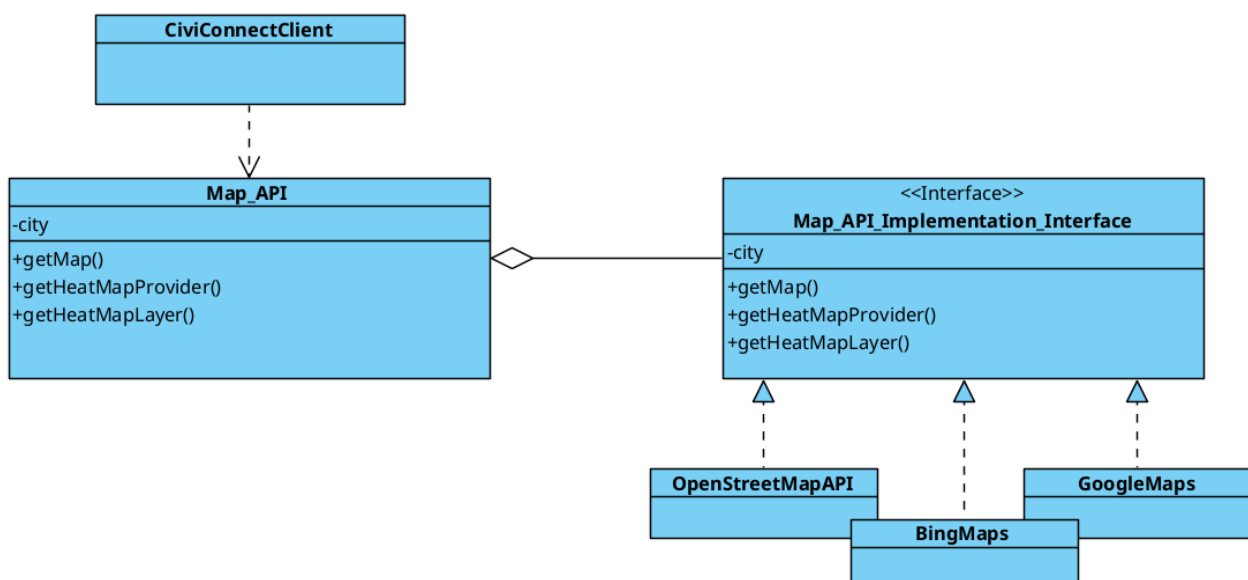 CiviConnectClient
Map_API
-city
+getMap()
+getHeatMapProvider()
+getHeatMapLayer()
<<Interface>>
Map_API_Implementation_Interface
-city
+getMap()
+getHeatMapProvider()
+getHeatMapLayer()
OpenStreetMapAPI
GoogleMaps
BingMaps